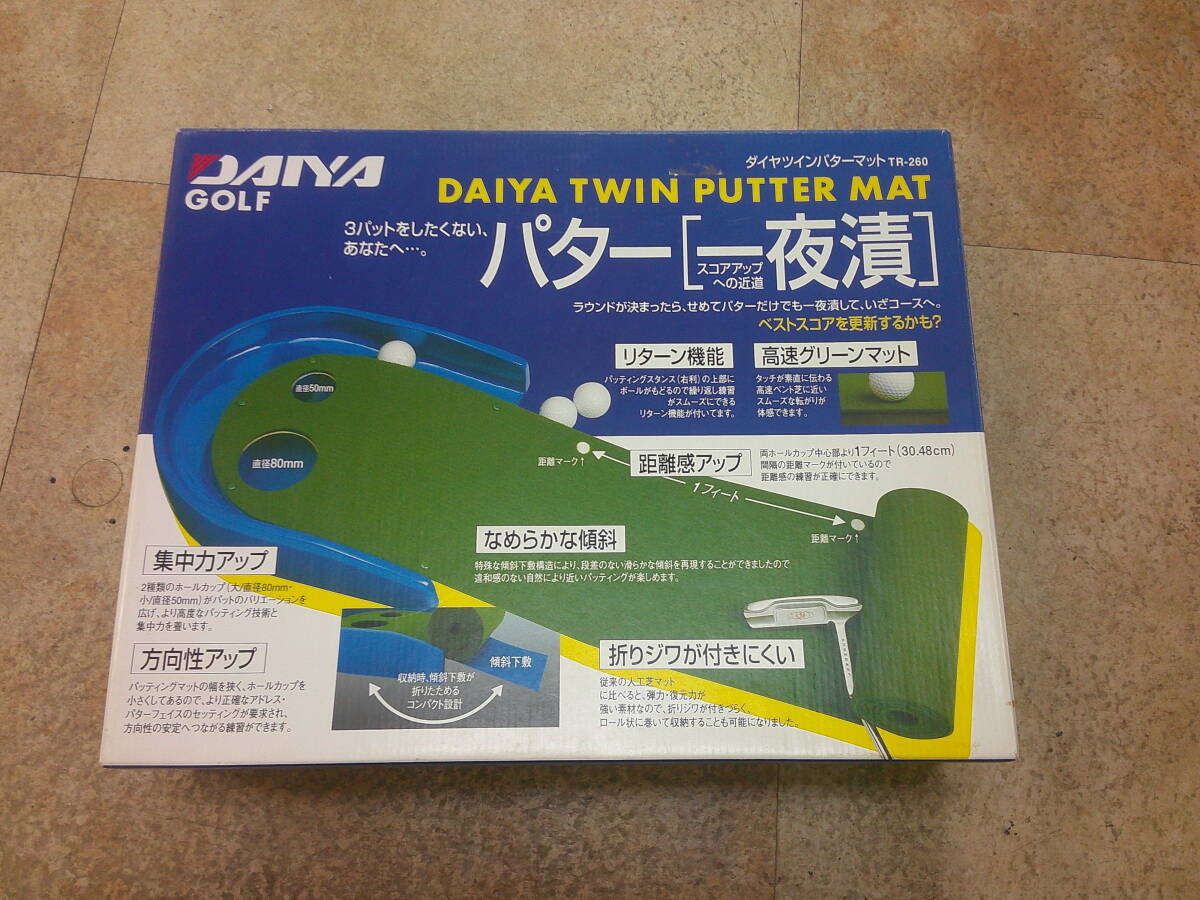 DAIYA
GOLF
ダイヤツインパターマット TR-260
DAIYA TWIN PUTTER MAT
3パットをしたくない、
あなたへ…。
パター[一夜漬]
スコアアップ
への近道
ラウンドが決まったら、せめてパターだけでも一夜漬して、いざコースへ。
ベストスコアを更新するかも?
リターン機能
パッティングスタンス(右利)の上部に
ボールがもどるので繰り返し練習
がスムーズにできる
リターン機能が付いてます。
高速グリーンマット
タッチが素直に伝わる
高速ベント芝に近い
スムーズな転がりが
体感できます。
直径50mm
直径80mm
距離マーク↑
距離感アップ
両ホールカップ中心部より1フィート(30.48cm)
間隔の距離マークが付いているので
距離感の練習が正確にできます。
1フィート
距離マーク↑
なめらかな傾斜
特殊な傾斜下敷構造により、段差のない滑らかな傾斜を再現することができましたので
違和感のない自然により近いパッティングが楽しめます。
集中力アップ
2種類のホールカップ(大/直径80mm・
小/直径50mm)がパットのバリエーションを
広げ、より高度なパッティング技術と
集中力を養います。
方向性アップ
パッティングマットの幅を狭く、ホールカップを
小さくしてあるので、より正確なアドレス・
パターフェイスのセッティングが要求され、
方向性の安定へつながる練習ができます。
傾斜下敷
収納時、傾斜下敷が
折りたためる
コンパクト設計
折りジワが付きにくい
従来の人工芝マット
に比べると、弾力・復元力が
強い素材なので、折りジワが付きづらく、
ロール状に巻いて収納することも可能になりました。